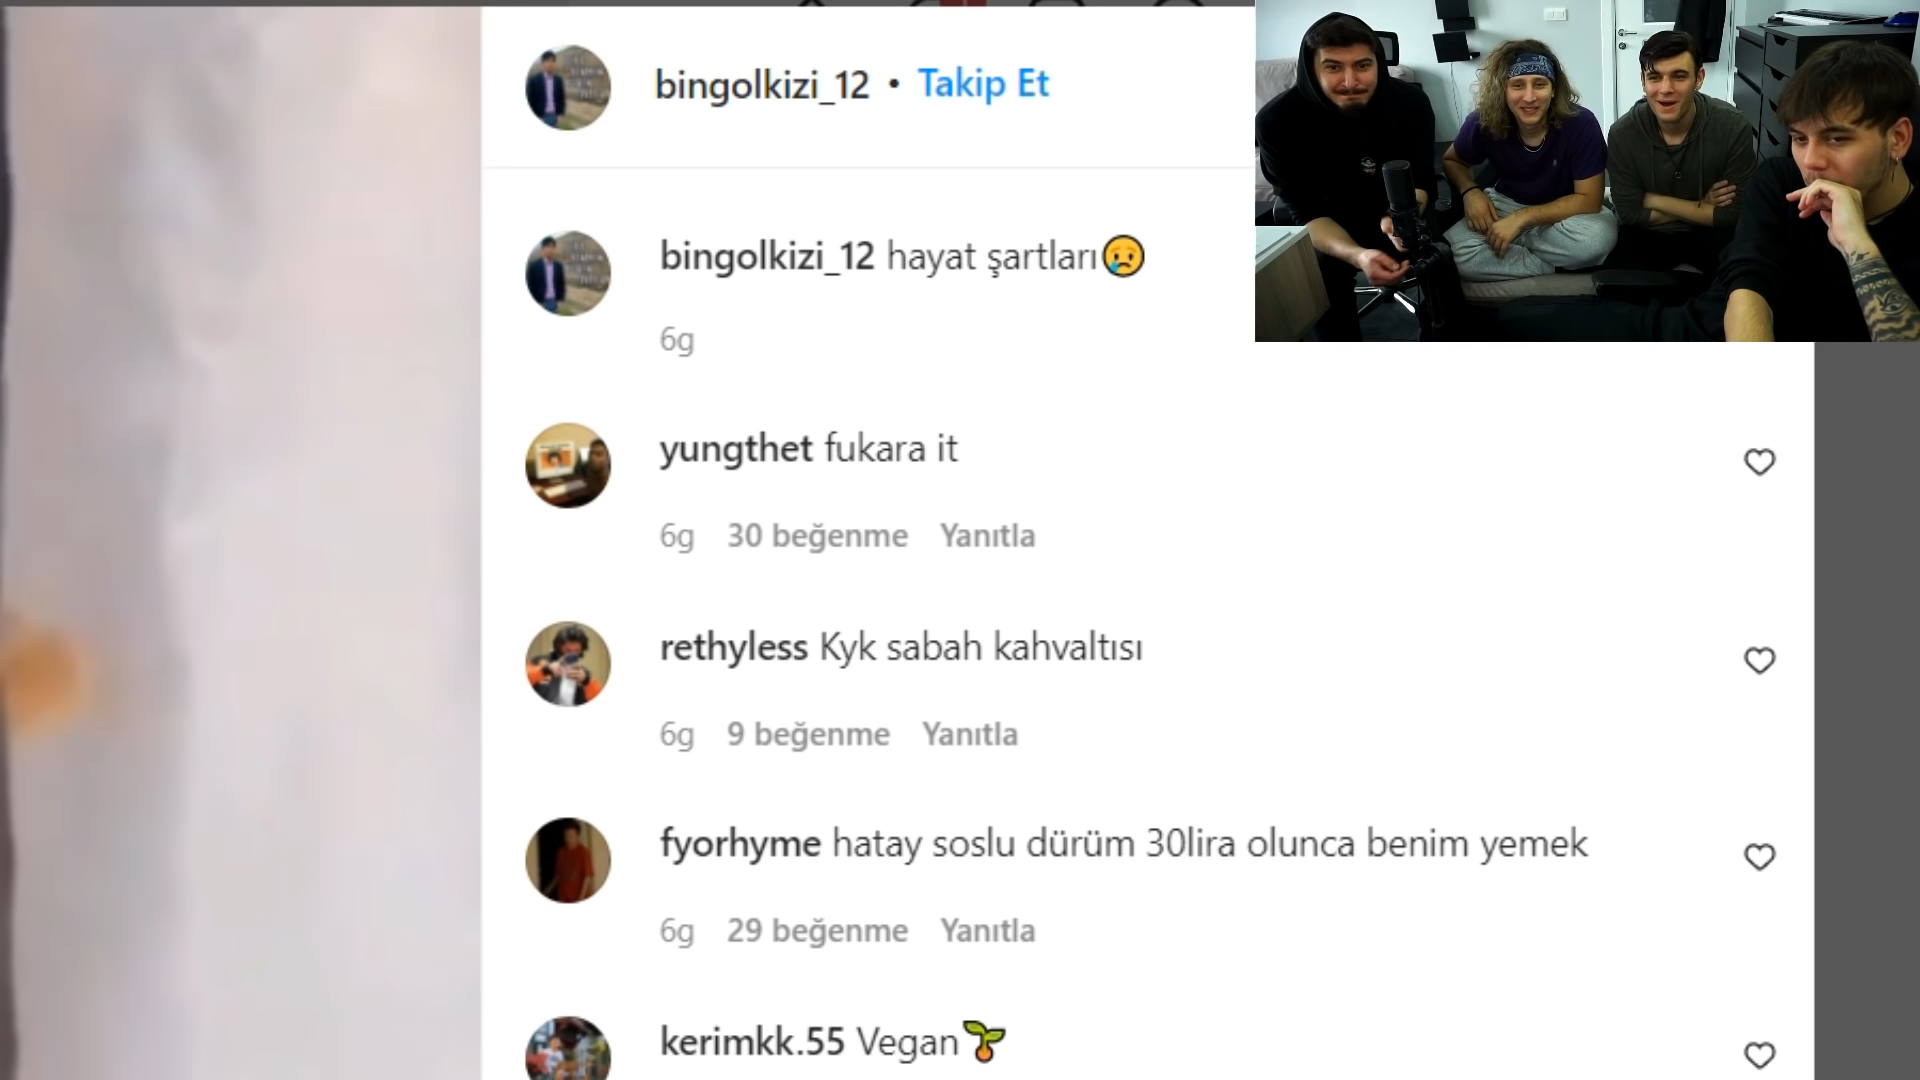 bingolkizi_12 • Takip Et
bingolkizi_12 hayat şartları😢
6g
yungthet fukara it
6g 30 beğenme Yanıtla
rethyless Kyk sabah kahvaltısı
6g 9 beğenme Yanıtla
fyorhyme hatay soslu dürüm 30lira olunca benim yemek
6g 29 beğenme Yanıtla
kerimkk.55 Vegan🌱